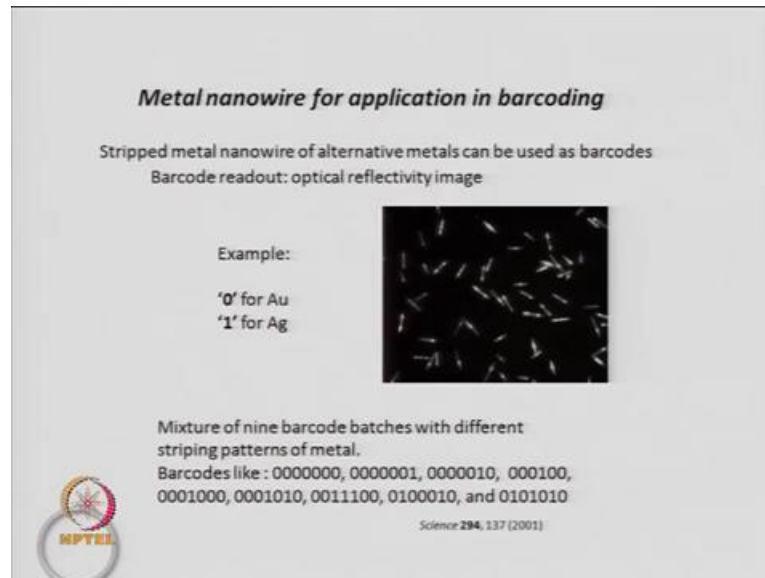 Metal nanowire for application in barcoding
Stripped metal nanowire of alternative metals can be used as barcodes
Barcode readout: optical reflectivity image
Example:
‘0’ for Au
‘1’ for Ag
Mixture of nine barcode batches with different
striping patterns of metal.
Barcodes like : 0000000, 0000001, 0000010, 000100,
0001000, 0001010, 0011100, 0100010, and 0101010
Science 294, 137 (2001)
NPTEL